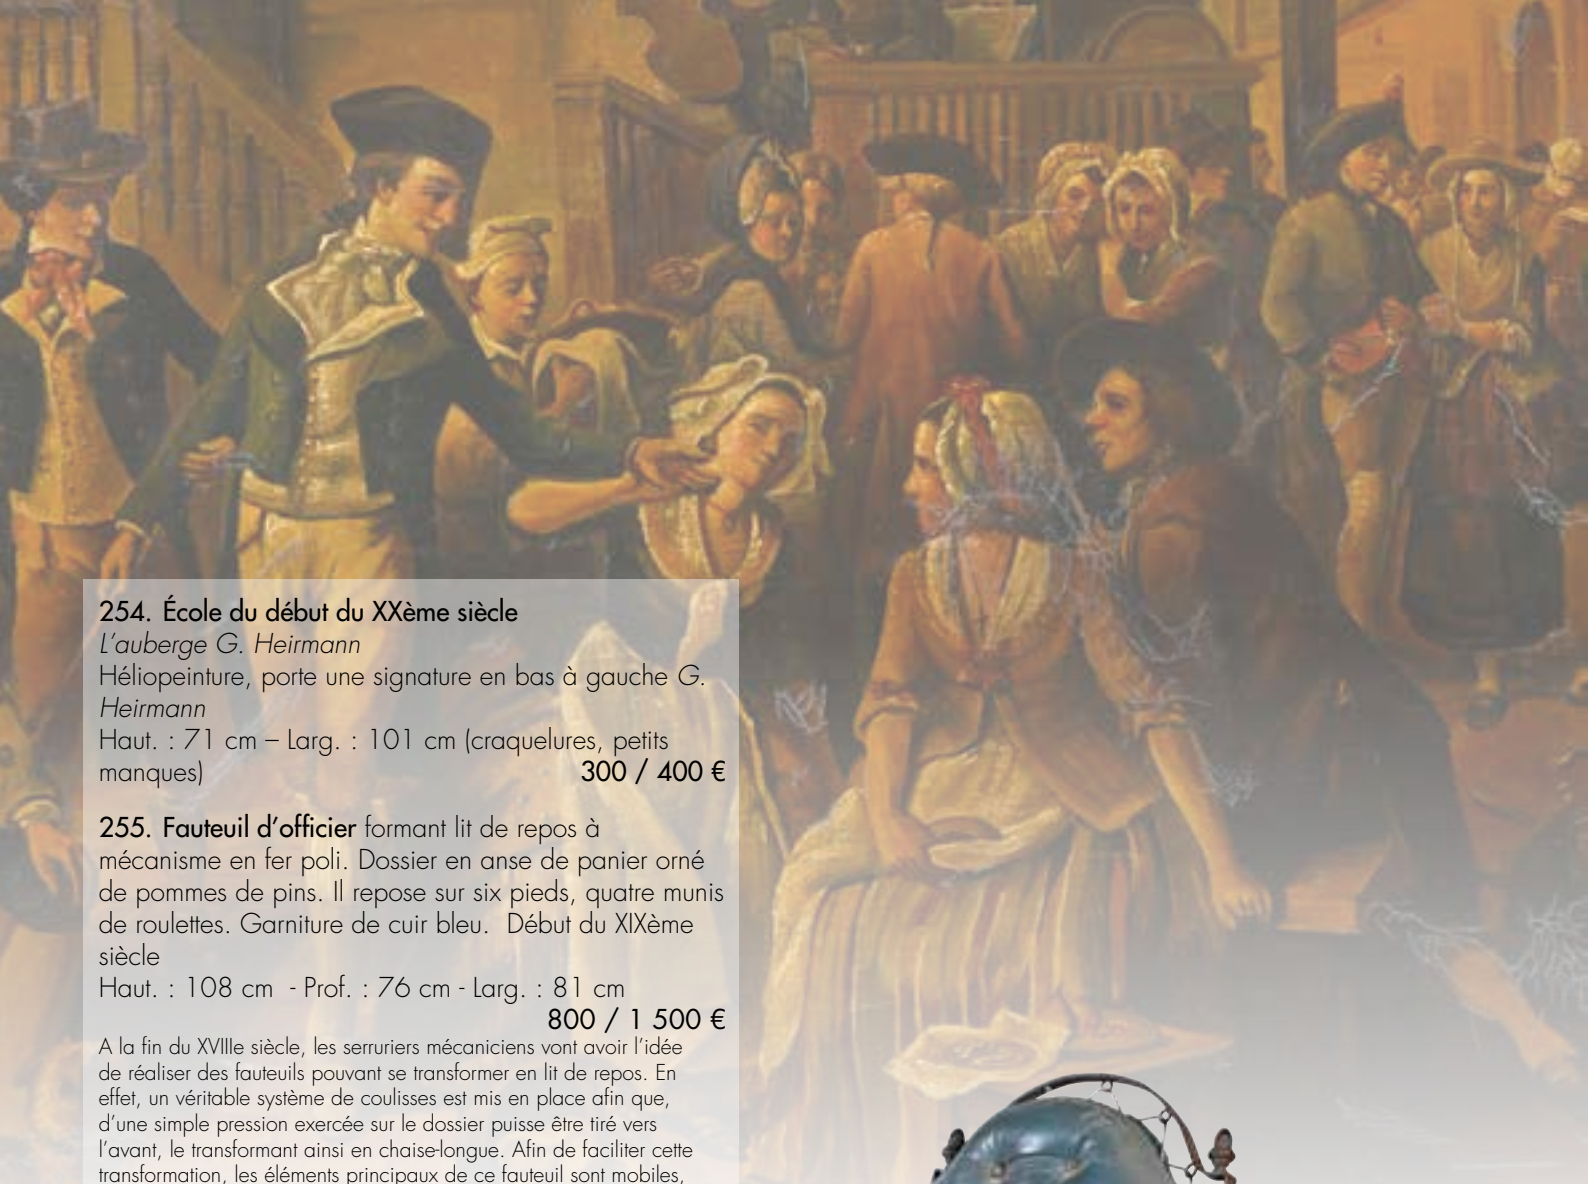 254. École du début du XXème siècle
L'auberge G. Heirmann
Héliopeinture, porte une signature en bas à gauche G.
Heirmann
Haut. : 71 cm – Larg. : 101 cm (craquelures, petits
manques) 300 / 400 €
255. Fauteuil d'officier formant lit de repos à
mécanisme en fer poli. Dossier en anse de panier orné
de pommes de pins. Il repose sur six pieds, quatre munis
de roulettes. Garniture de cuir bleu.  Début du XIXème
siècle
Haut. : 108 cm  - Prof. : 76 cm - Larg. : 81 cm
800 / 1 500 €
A la fin du XVIIIe siècle, les serruriers mécaniciens vont avoir l'idée
de réaliser des fauteuils pouvant se transformer en lit de repos. En
effet, un véritable système de coulisses est mis en place afin que,
d'une simple pression exercée sur le dossier puisse être tiré vers
l'avant, le transformant ainsi en chaise-longue. Afin de faciliter cette
transformation, les éléments principaux de ce fauteuil sont mobiles,